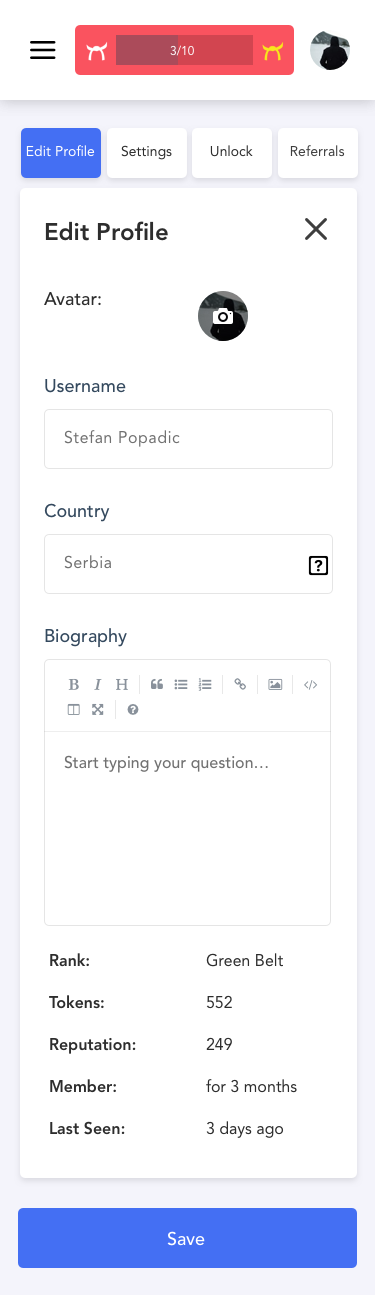 3/10
Edit Profile Settings Unlock Referrals
Edit Profile
Avatar:
Username
Stefan Popadic
Country
Serbia
Biography
B I H
Start typing your question...
Rank: Green Belt
Tokens: 552
Reputation: 249
Member: for 3 months
Last Seen: 3 days ago
Save